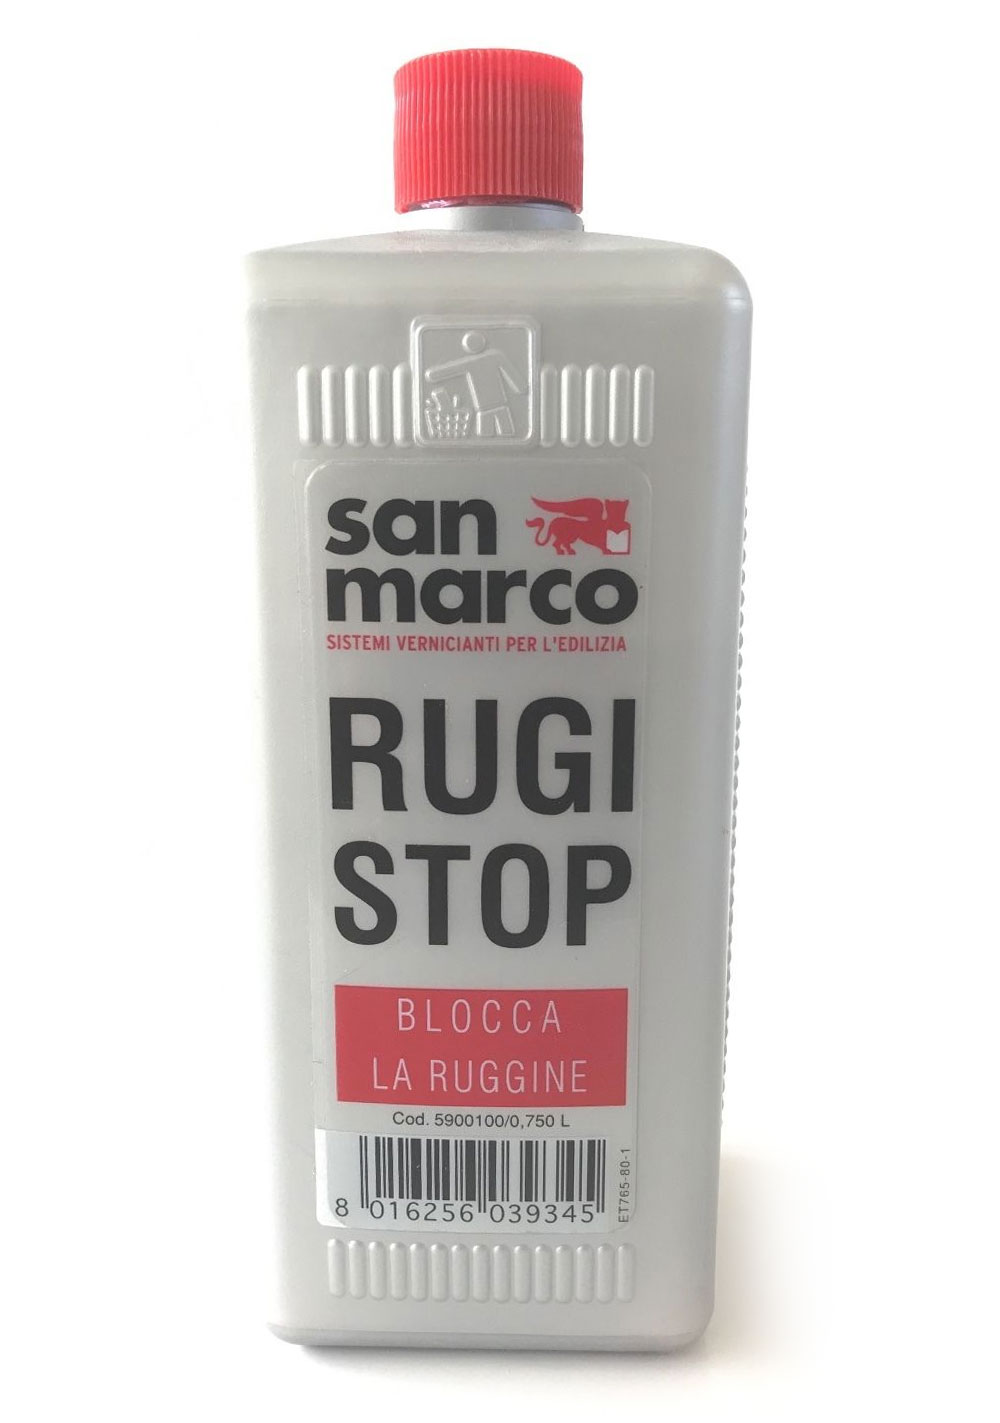 san
marco
SISTEMI VERNICIANTI PER L'EDILIZIA
RUGI
STOP
BLOCCA
LA RUGGINE
Cod. 5900100/0,750 L
8 016256 039345
ET765-80-1